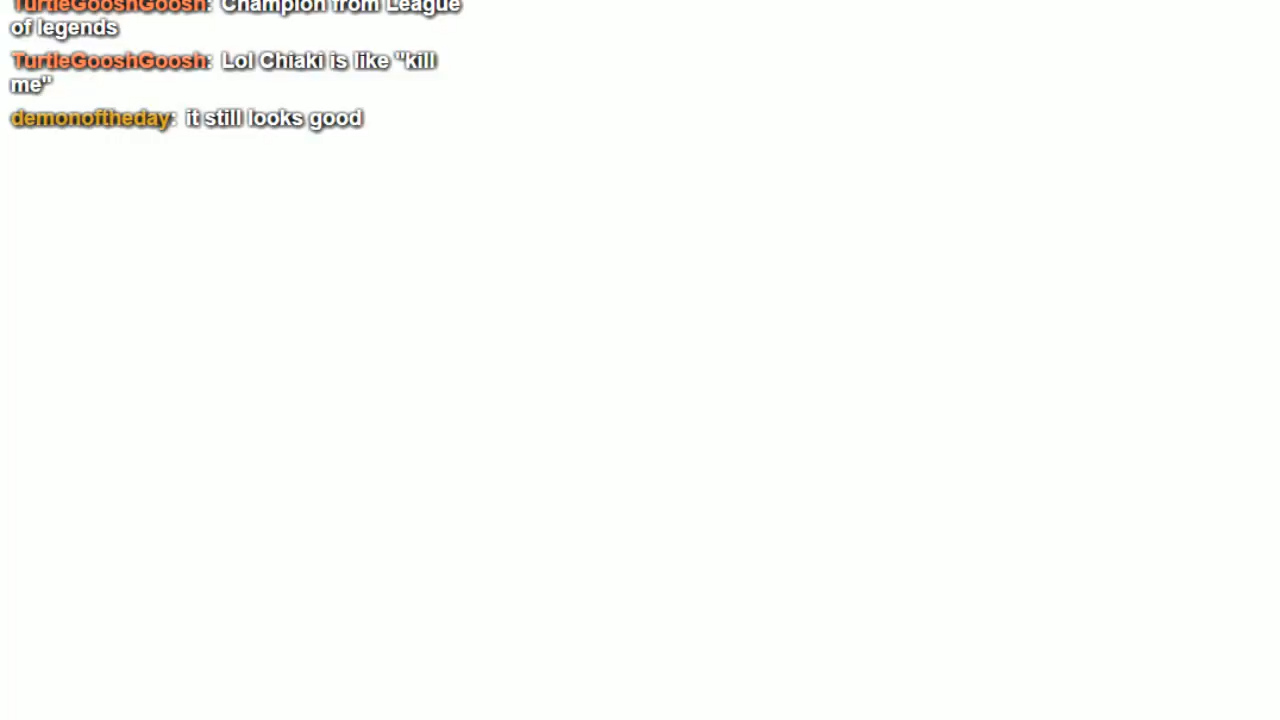 TurtleGooshGoosh: Champion from League
of legends
TurtleGooshGoosh: Lol Chiaki is like "kill
me"
demonoftheday: it still looks good